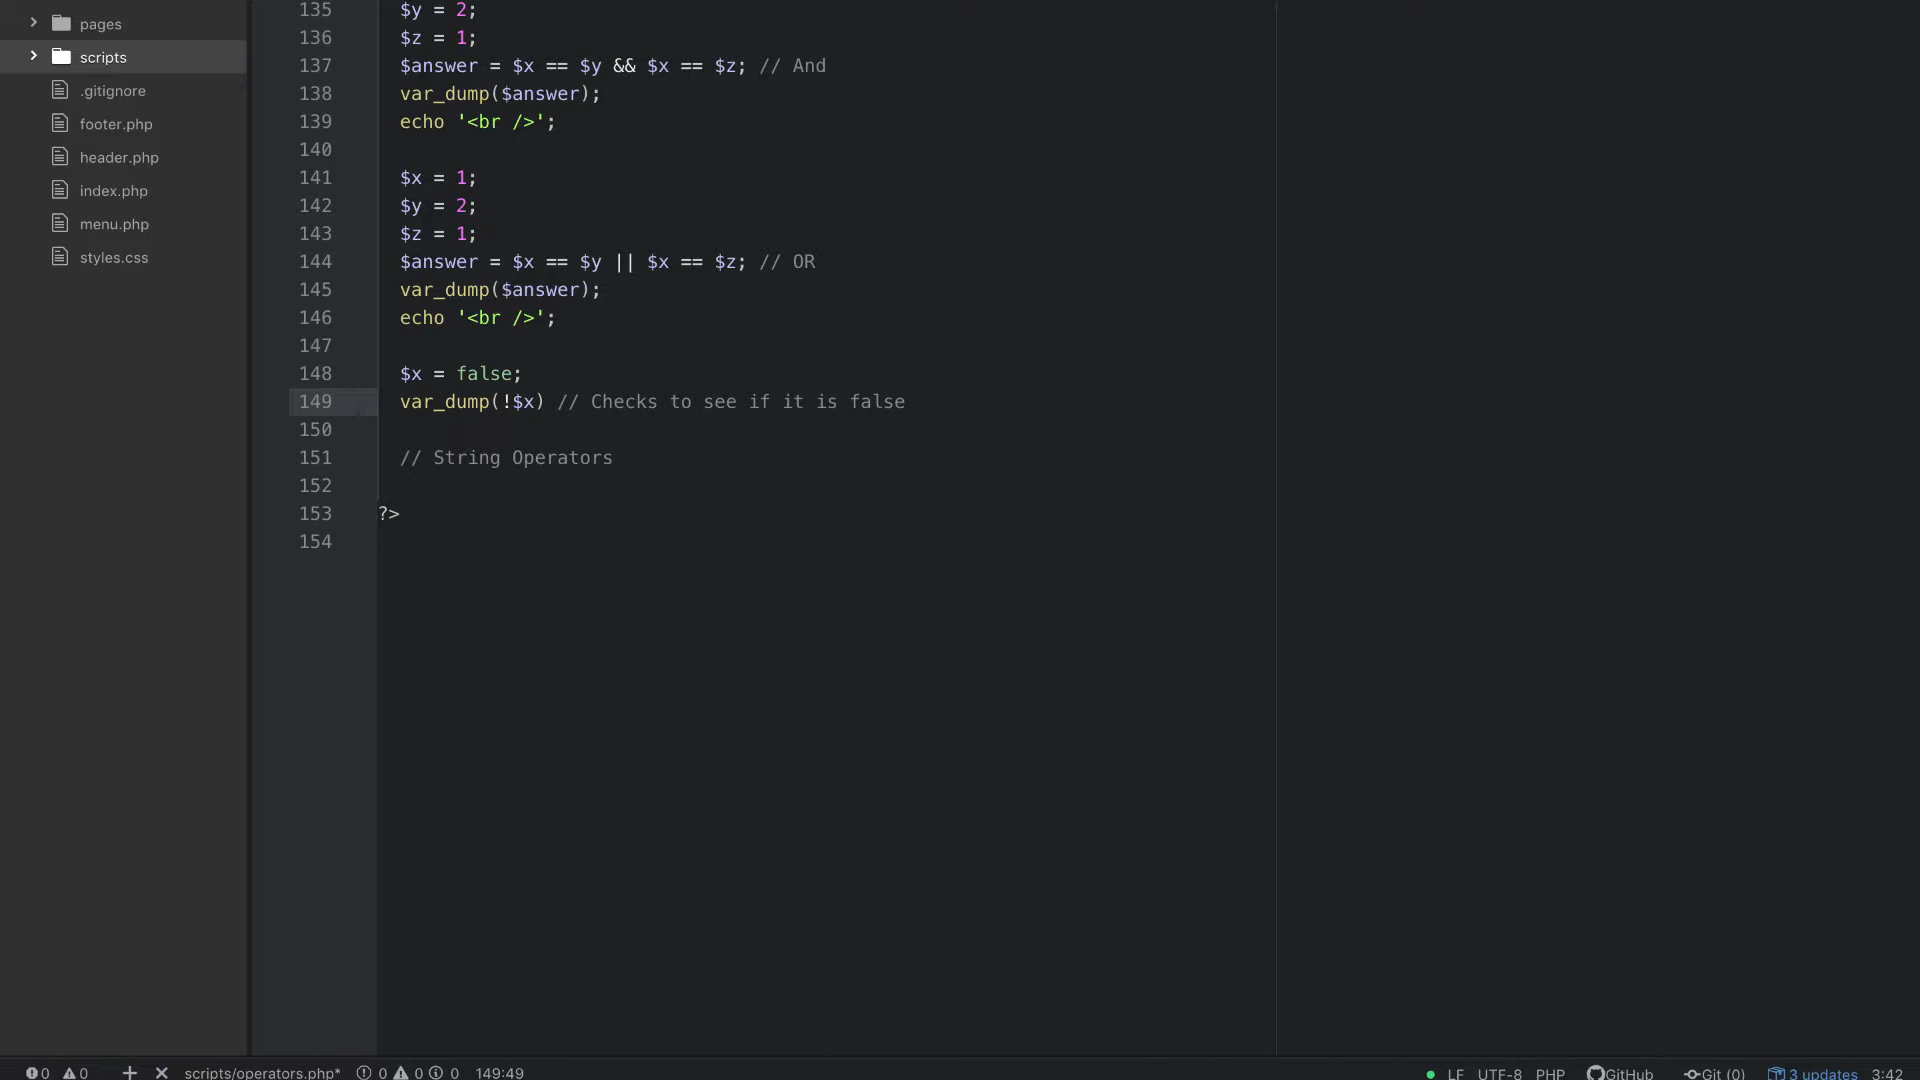 pages
scripts
.gitignore
footer.php
header.php
index.php
menu.php
styles.css
135 $y = 2;
136 $z = 1;
137 $answer = $x == $y && $x == $z; // And
138 var_dump($answer);
139 echo '<br />';
140
141 $x = 1;
142 $y = 2;
143 $z = 1;
144 $answer = $x == $y || $x == $z; // OR
145 var_dump($answer);
146 echo '<br />';
147
148 $x = false;
149 var_dump(!$x) // Checks to see if it is false
150
151 // String Operators
152
153 ?>
154
0 0 scripts/operators.php* 0 0 0 149:49 LF UTF-8 PHP GitHub Git (0) 3 updates 3:42